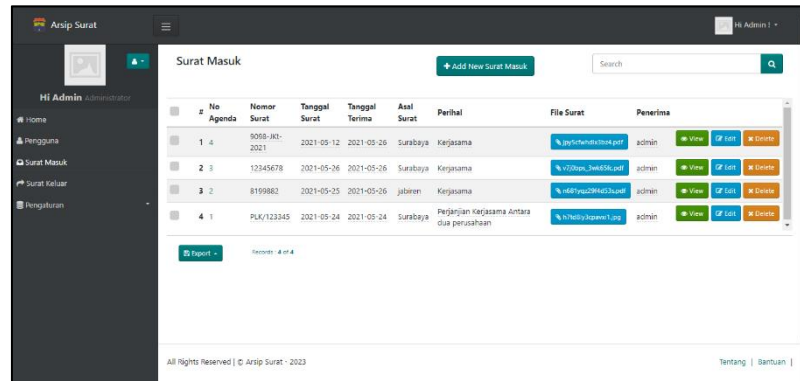 Arsip Surat
Hi Admin !
Hi Admin Administrator
Home
Pengguna
Surat Masuk
Surat Keluar
Pengaturan
Surat Masuk
Add New Surat Masuk
Search
# No Agenda Nomor Surat Tanggal Surat Tanggal Terima Asal Surat Perihal File Surat Penerima
1 4 9098-JKt-2021 2021-05-12 2021-05-26 Surabaya Kerjasama admin View Edit Delete
2 3 12345678 2021-05-26 2021-05-26 Surabaya Kerjasama admin View Edit Delete
3 2 8199882 2021-05-25 2021-05-26 jabiren Kerjasama admin View Edit Delete
4 1 PLK/123345 2021-05-24 2021-05-24 Surabaya Perjanjian Kerjasama Antara dua perusahaan admin View Edit Delete
Export
Records : 4 of 4
All Rights Reserved | © Arsip Surat - 2023
Tentang | Bantuan |